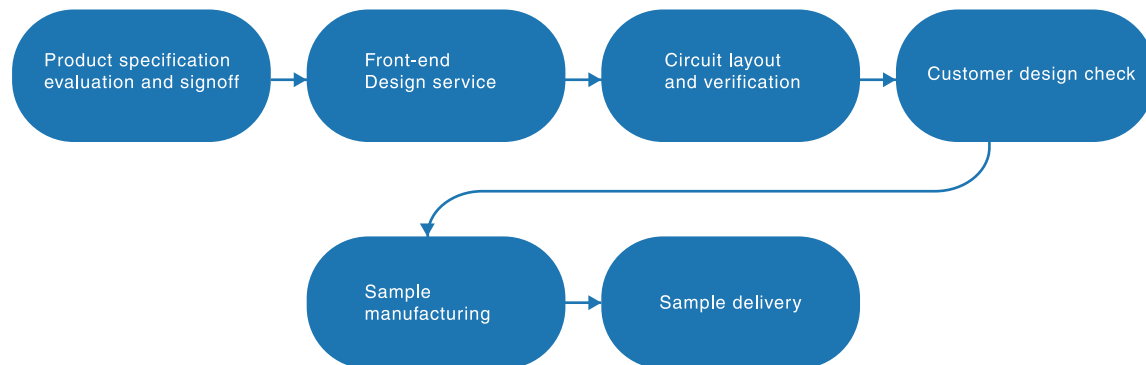 Product specification
evaluation and signoff
Front-end
Design service
Circuit layout
and verification
Customer design check
Sample
manufacturing
Sample delivery